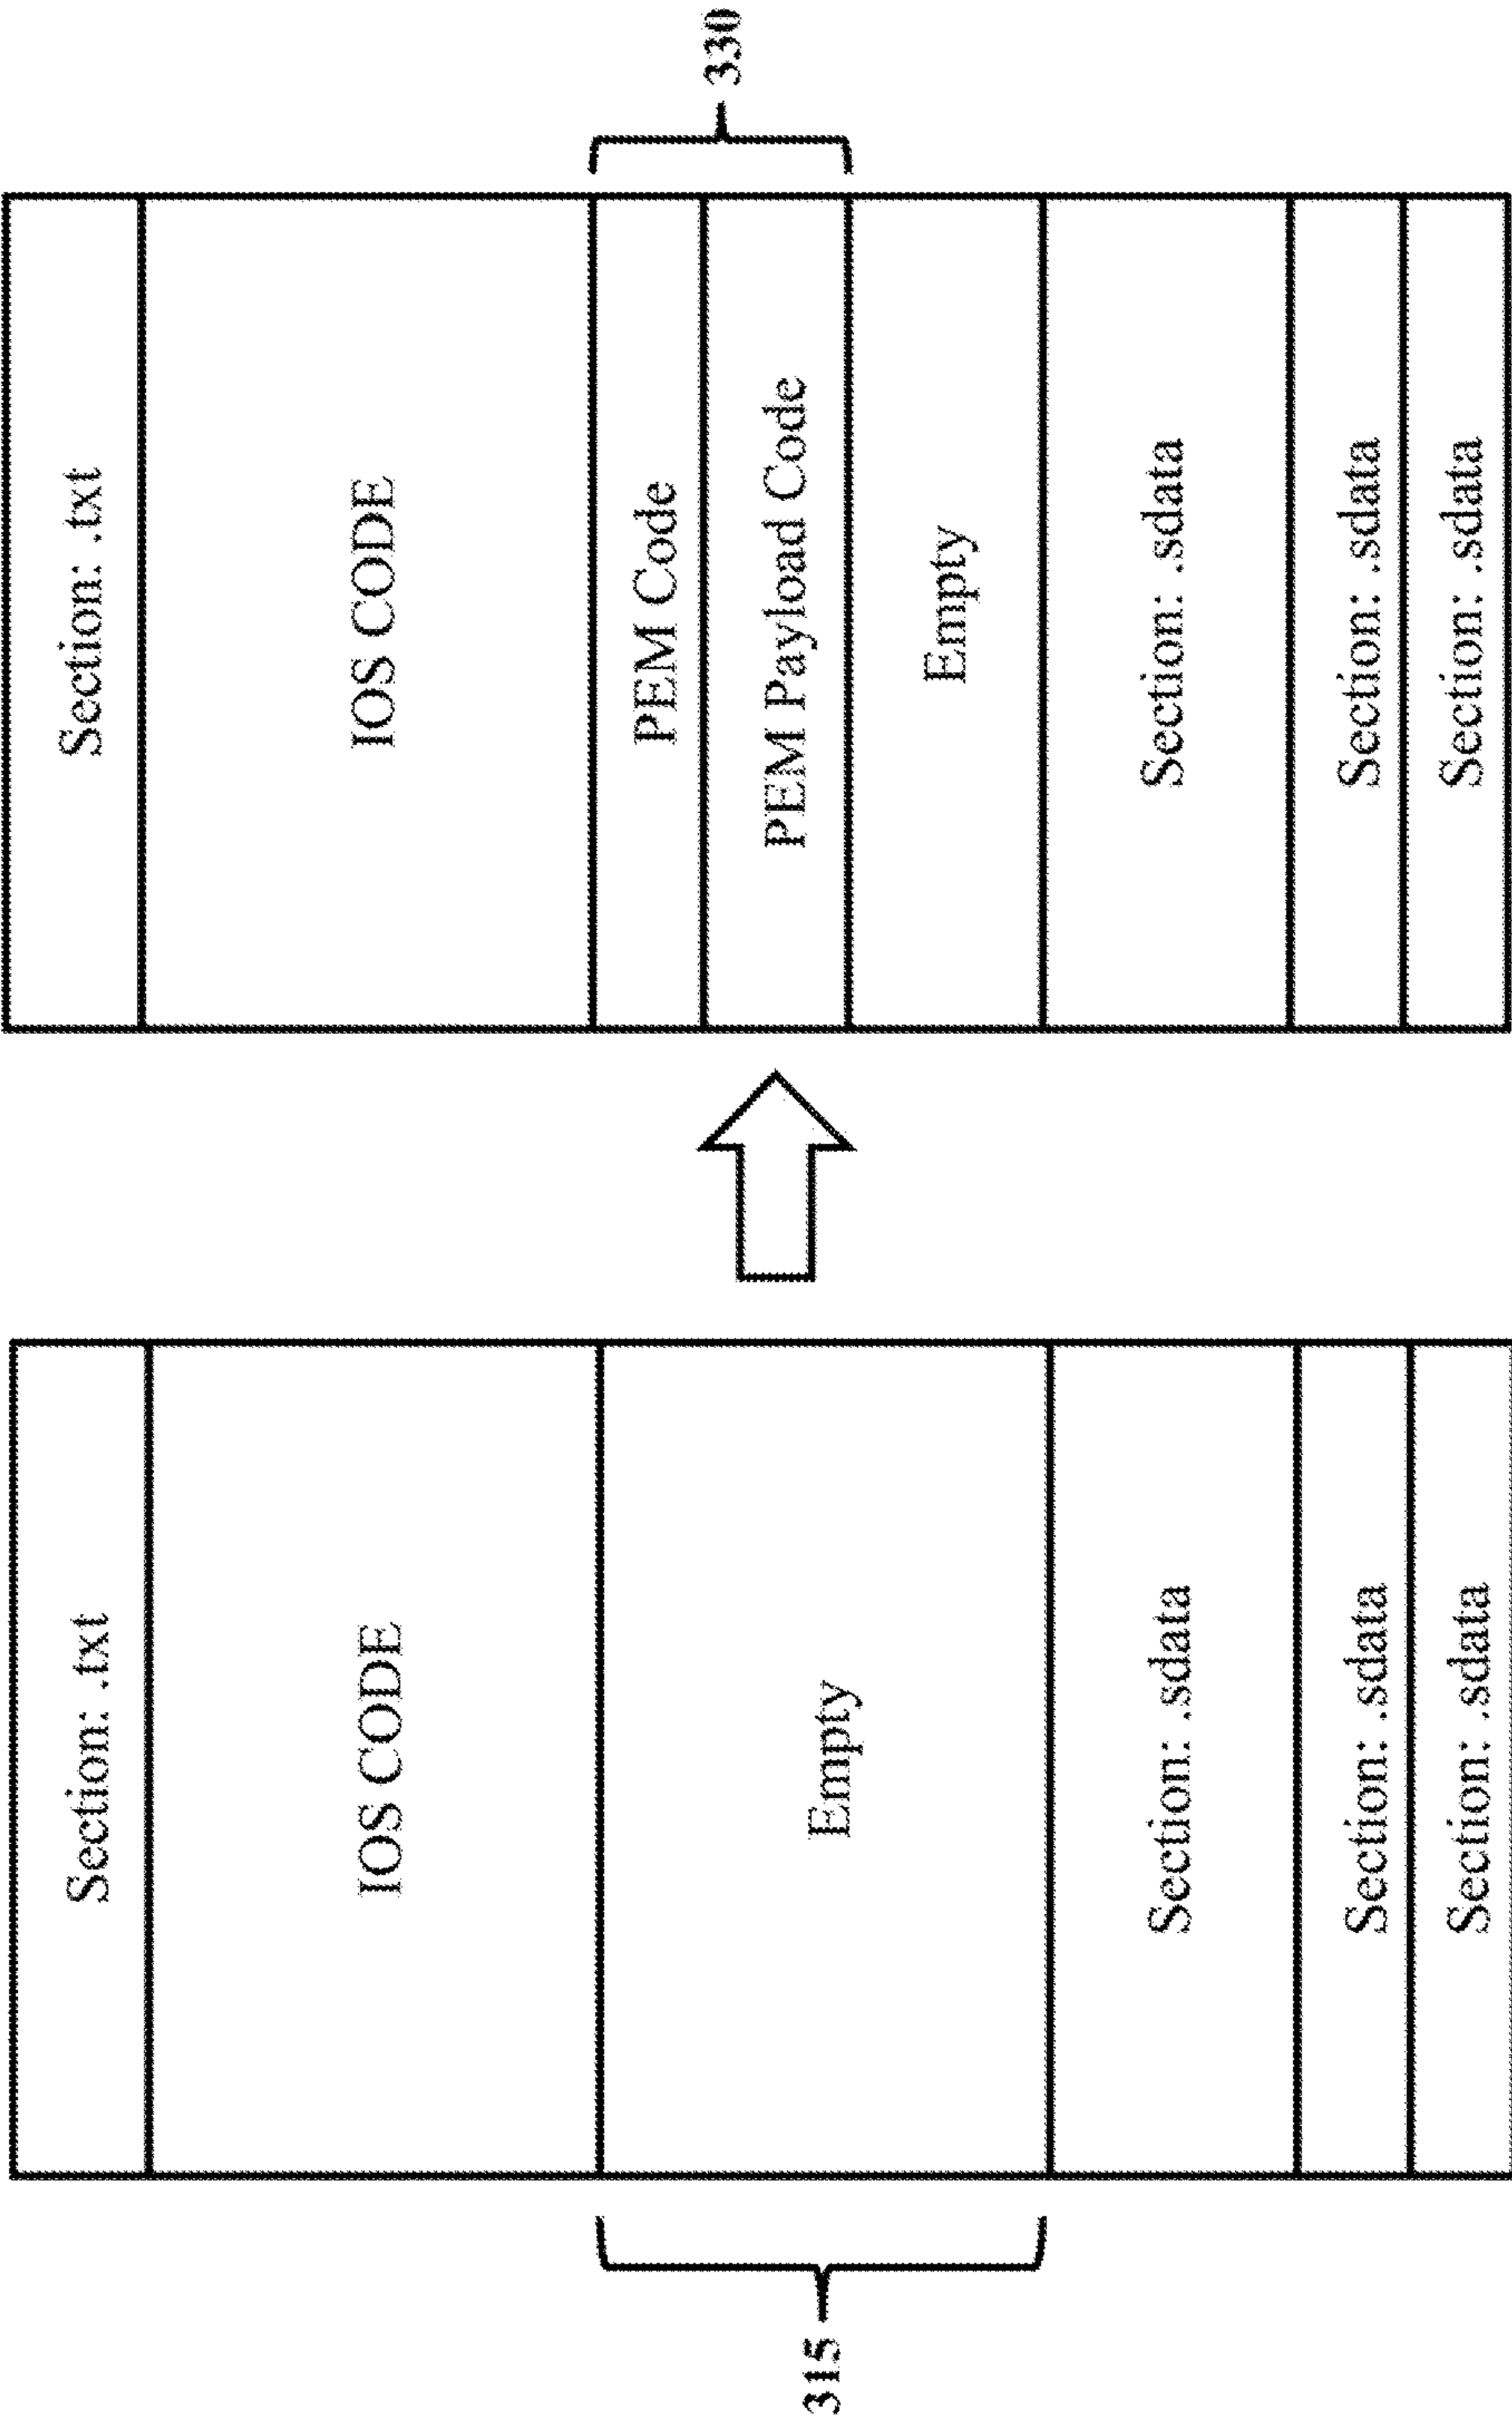 315
Section: .txt
IOS CODE
Empty
Section: .sdata
Section: .sdata
Section: .sdata
Section: .txt
IOS CODE
PEM Code
PEM Payload Code
Empty
Section: .sdata
Section: .sdata
Section: .sdata
330